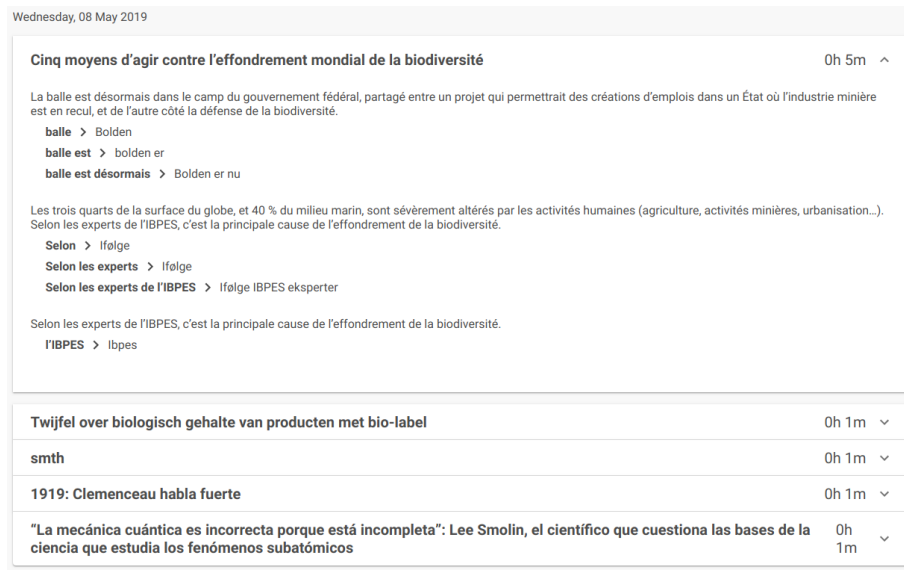 Wednesday, 08 May 2019
Cinq moyens d’agir contre l’effondrement mondial de la biodiversité 0h 5m
La balle est désormais dans le camp du gouvernement fédéral, partagé entre un projet qui permettrait des créations d’emplois dans un État où l’industrie minière
est en recul, et de l’autre côté la défense de la biodiversité.
balle > Bolden
balle est > bolden er
balle est désormais > Bolden er nu
Les trois quarts de la surface du globe, et 40 % du milieu marin, sont sévèrement altérés par les activités humaines (agriculture, activités minières, urbanisation…).
Selon les experts de l’IBPES, c’est la principale cause de l’effondrement de la biodiversité.
Selon > Ifølge
Selon les experts > Ifølge
Selon les experts de l’IBPES > Ifølge IBPES eksperter
Selon les experts de l’IBPES, c’est la principale cause de l’effondrement de la biodiversité.
l’IBPES > Ibpes
Twijfel over biologisch gehalte van producten met bio-label 0h 1m
smth 0h 1m
1919: Clemenceau habla fuerte 0h 1m
“La mecánica cuántica es incorrecta porque está incompleta”: Lee Smolin, el científico que cuestiona las bases de la 0h
ciencia que estudia los fenómenos subatómicos 1m